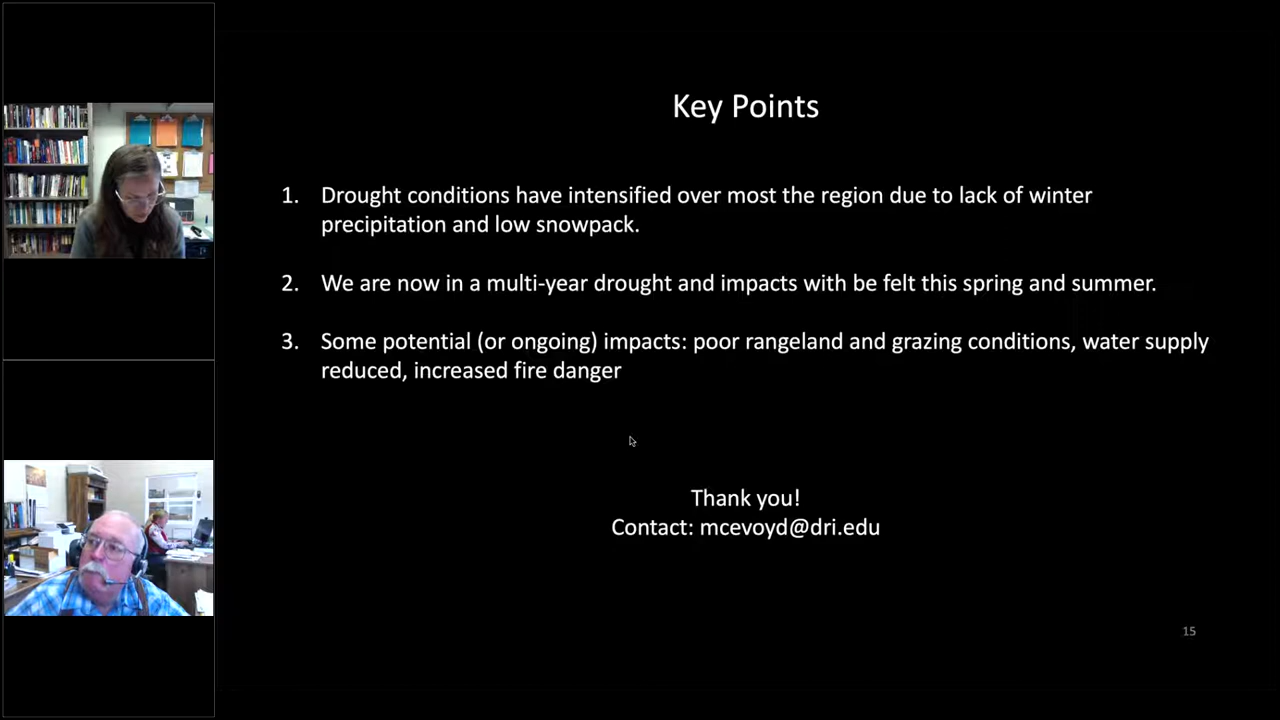 Key Points
1. Drought conditions have intensified over most the region due to lack of winter
precipitation and low snowpack.
2. We are now in a multi-year drought and impacts with be felt this spring and summer.
3. Some potential (or ongoing) impacts: poor rangeland and grazing conditions, water supply
reduced, increased fire danger
Thank you!
Contact: mcevoyd@dri.edu
15